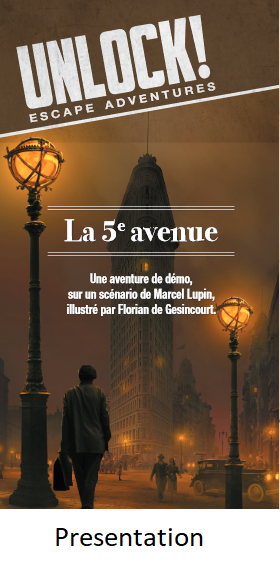 UNLOCK!
ESCAPE ADVENTURES
La 5e avenue
Une aventure de démo,
sur un scénario de Marcel Lupin,
illustré par Florian de Gesincourt.
Presentation